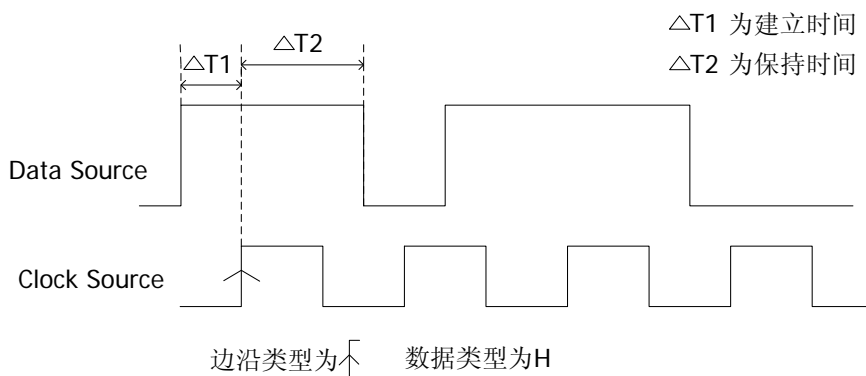 △T1 为建立时间
△T2
△T1
△T2 为保持时间
Data Source
Clock Source
边沿类型为
数据类型为H